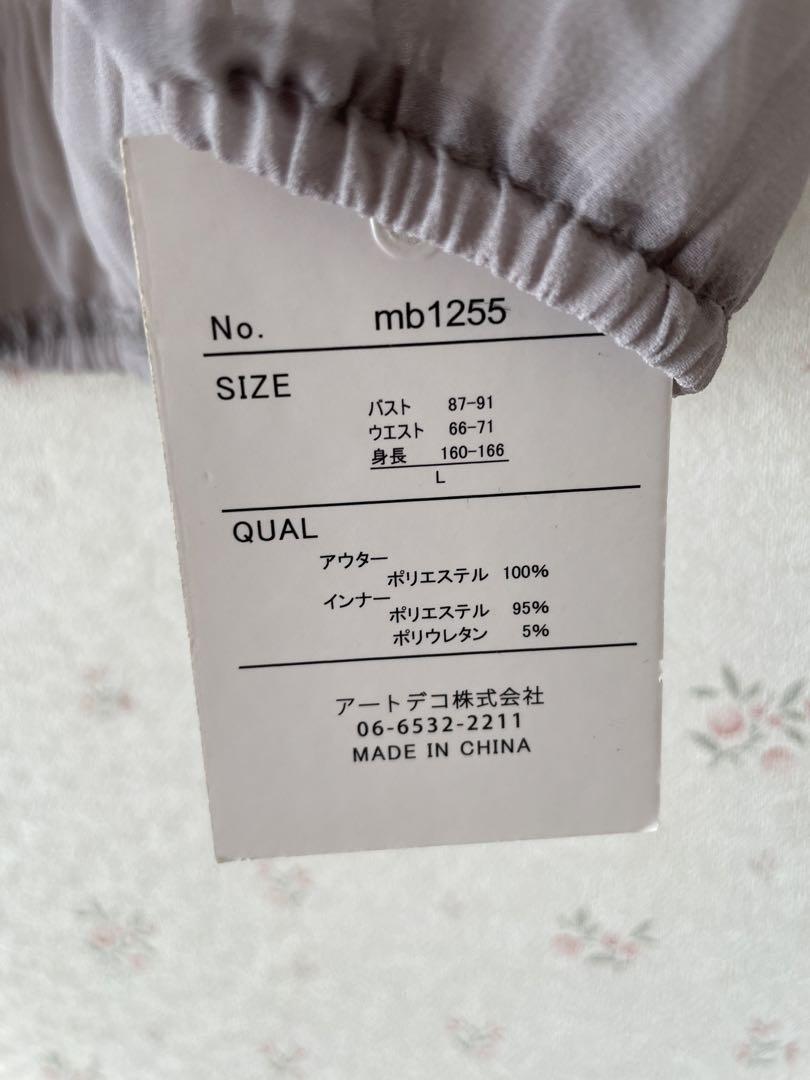 No. mb1255
SIZE
バスト 87-91
ウエスト 66-71
身長 160-166
L
QUAL
アウター
ポリエステル 100%
インナー
ポリエステル 95%
ポリウレタン 5%
アートデコ株式会社
06-6532-2211
MADE IN CHINA